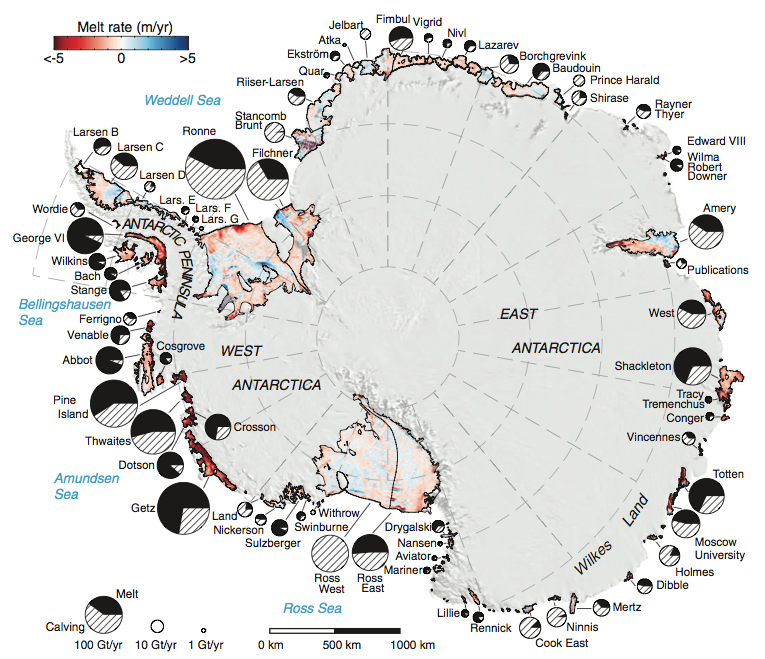 Melt rate (m/yr)
<-5
0
>5
Weddell Sea
Jelbart
Fimbul
Vigrid
Nivl
Lazarev
Atka
Ekström
Borchgrevink
Baudouin
Quar
Prince Harald
Riiser-Larsen
Shirase
Rayner
Thyer
Stancomb
Brunt
Larsen B
Larsen C
Ronne
Filchner
Edward VIII
Wilma
Robert
Downer
Larsen D
Wordie
Lars. E
Lars. F
Lars. G
Amery
George VI
ANTARCTIC PENINSULA
Wilkins
Bach
Stange
Publications
Bellingshausen
Sea
Ferrigno
Venable
Cosgrove
Abbot
WEST
ANTARCTICA
EAST
ANTARCTICA
West
Shackleton
Pine
Island
Tracy
Tremenchus
Conger
Thwaites
Crosson
Vincennes
Dotson
Amundsen
Sea
Totten
Getz
Land
Nickerson
Sulzberger
Swinburne
Withrow
Drygalski
Nansen
Aviator
Mariner
Wilkes Land
Moscow
University
Holmes
Ross
West
Ross
East
Dibble
Ross Sea
Lillie
Rennick
Cook East
Ninnis
Mertz
Melt
Calving
100 Gt/yr
10 Gt/yr
1 Gt/yr
0 km
500 km
1000 km